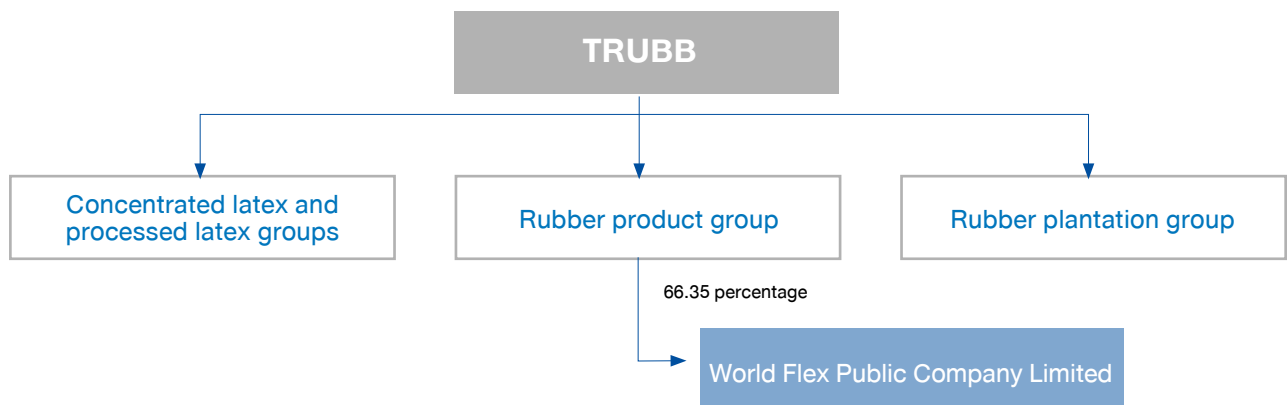 TRUBB
Concentrated latex and
processed latex groups
Rubber product group
Rubber plantation group
66.35 percentage
World Flex Public Company Limited